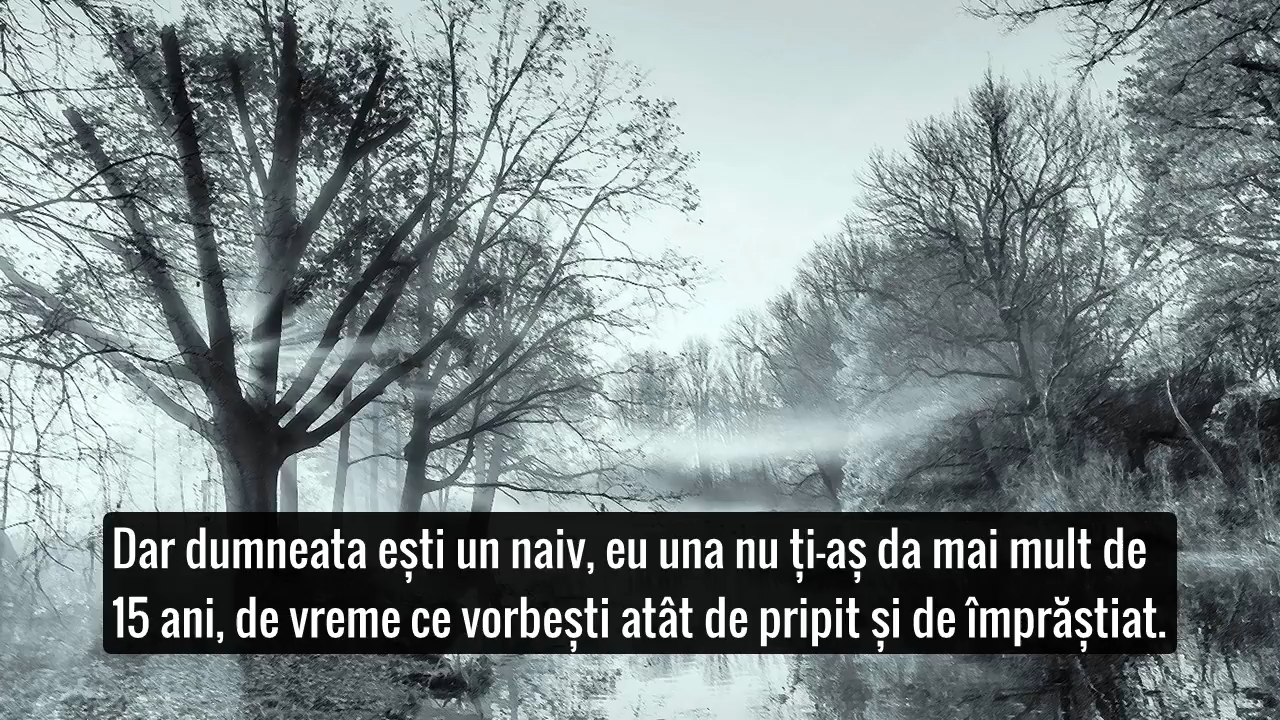 Dar dumneata ești un naiv, eu una nu ți-aș da mai mult de
15 ani, de vreme ce vorbești atât de pripit și de împrăștiat.